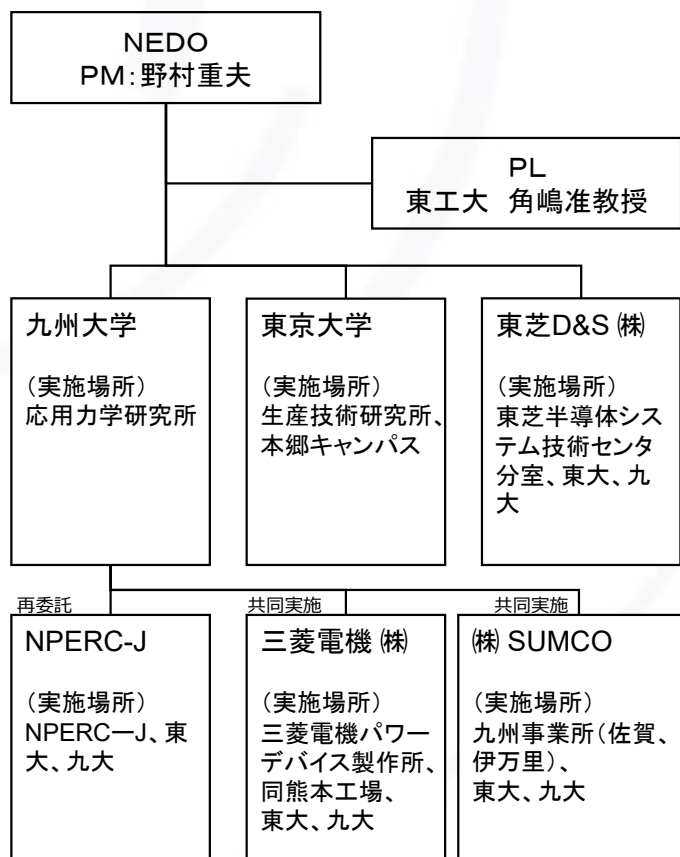 NEDO
PM:野村重夫
PL
東工大 角嶋准教授
九州大学
(実施場所)
応用力学研究所
東京大学
(実施場所)
生産技術研究所、
本郷キャンパス
東芝D&S ㈱
(実施場所)
東芝半導体シス
テム技術センタ
分室、東大、九
大
再委託
NPERC-J
(実施場所)
NPERCーJ、東
大、九大
共同実施
三菱電機 ㈱
(実施場所)
三菱電機パワー
デバイス製作所、
同熊本工場、
東大、九大
共同実施
㈱ SUMCO
(実施場所)
九州事業所(佐賀、
伊万里)、
東大、九大